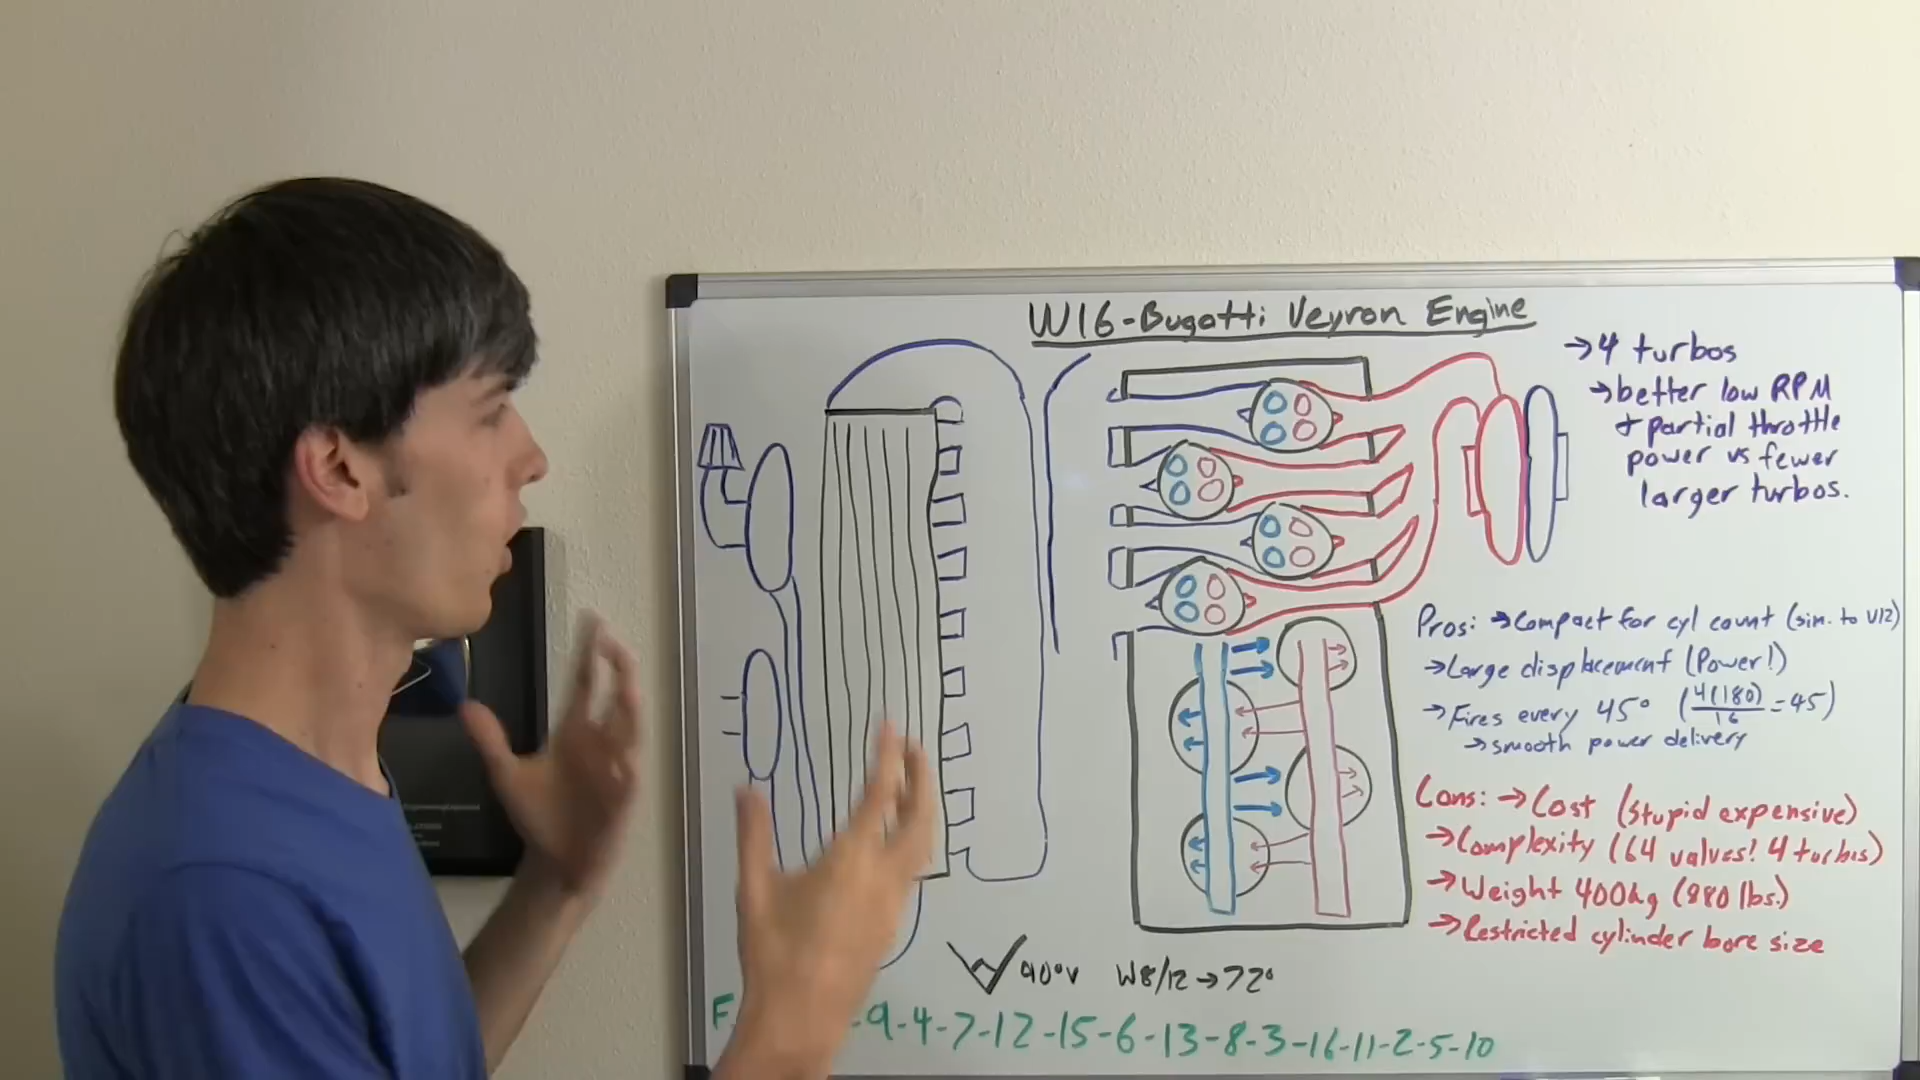 W16-Bugatti Veyron Engine
→4 turbos
→better low RPM
+ partial throttle
power vs fewer
larger turbos.
Pros: →Compact for cyl count (sim. to V12)
→Large displacement (Power!)
→Fires every 45° (4(180)/16 = 45)
→smooth power delivery
Cons: →Cost (Stupid expensive)
→Complexity (64 valves! 4 turbos)
→Weight 400kg (880 lbs.)
→Restricted cylinder bore size
90°V W8/12→72°
F
-9-4-7-12-15-6-13-8-3-16-11-2-5-10